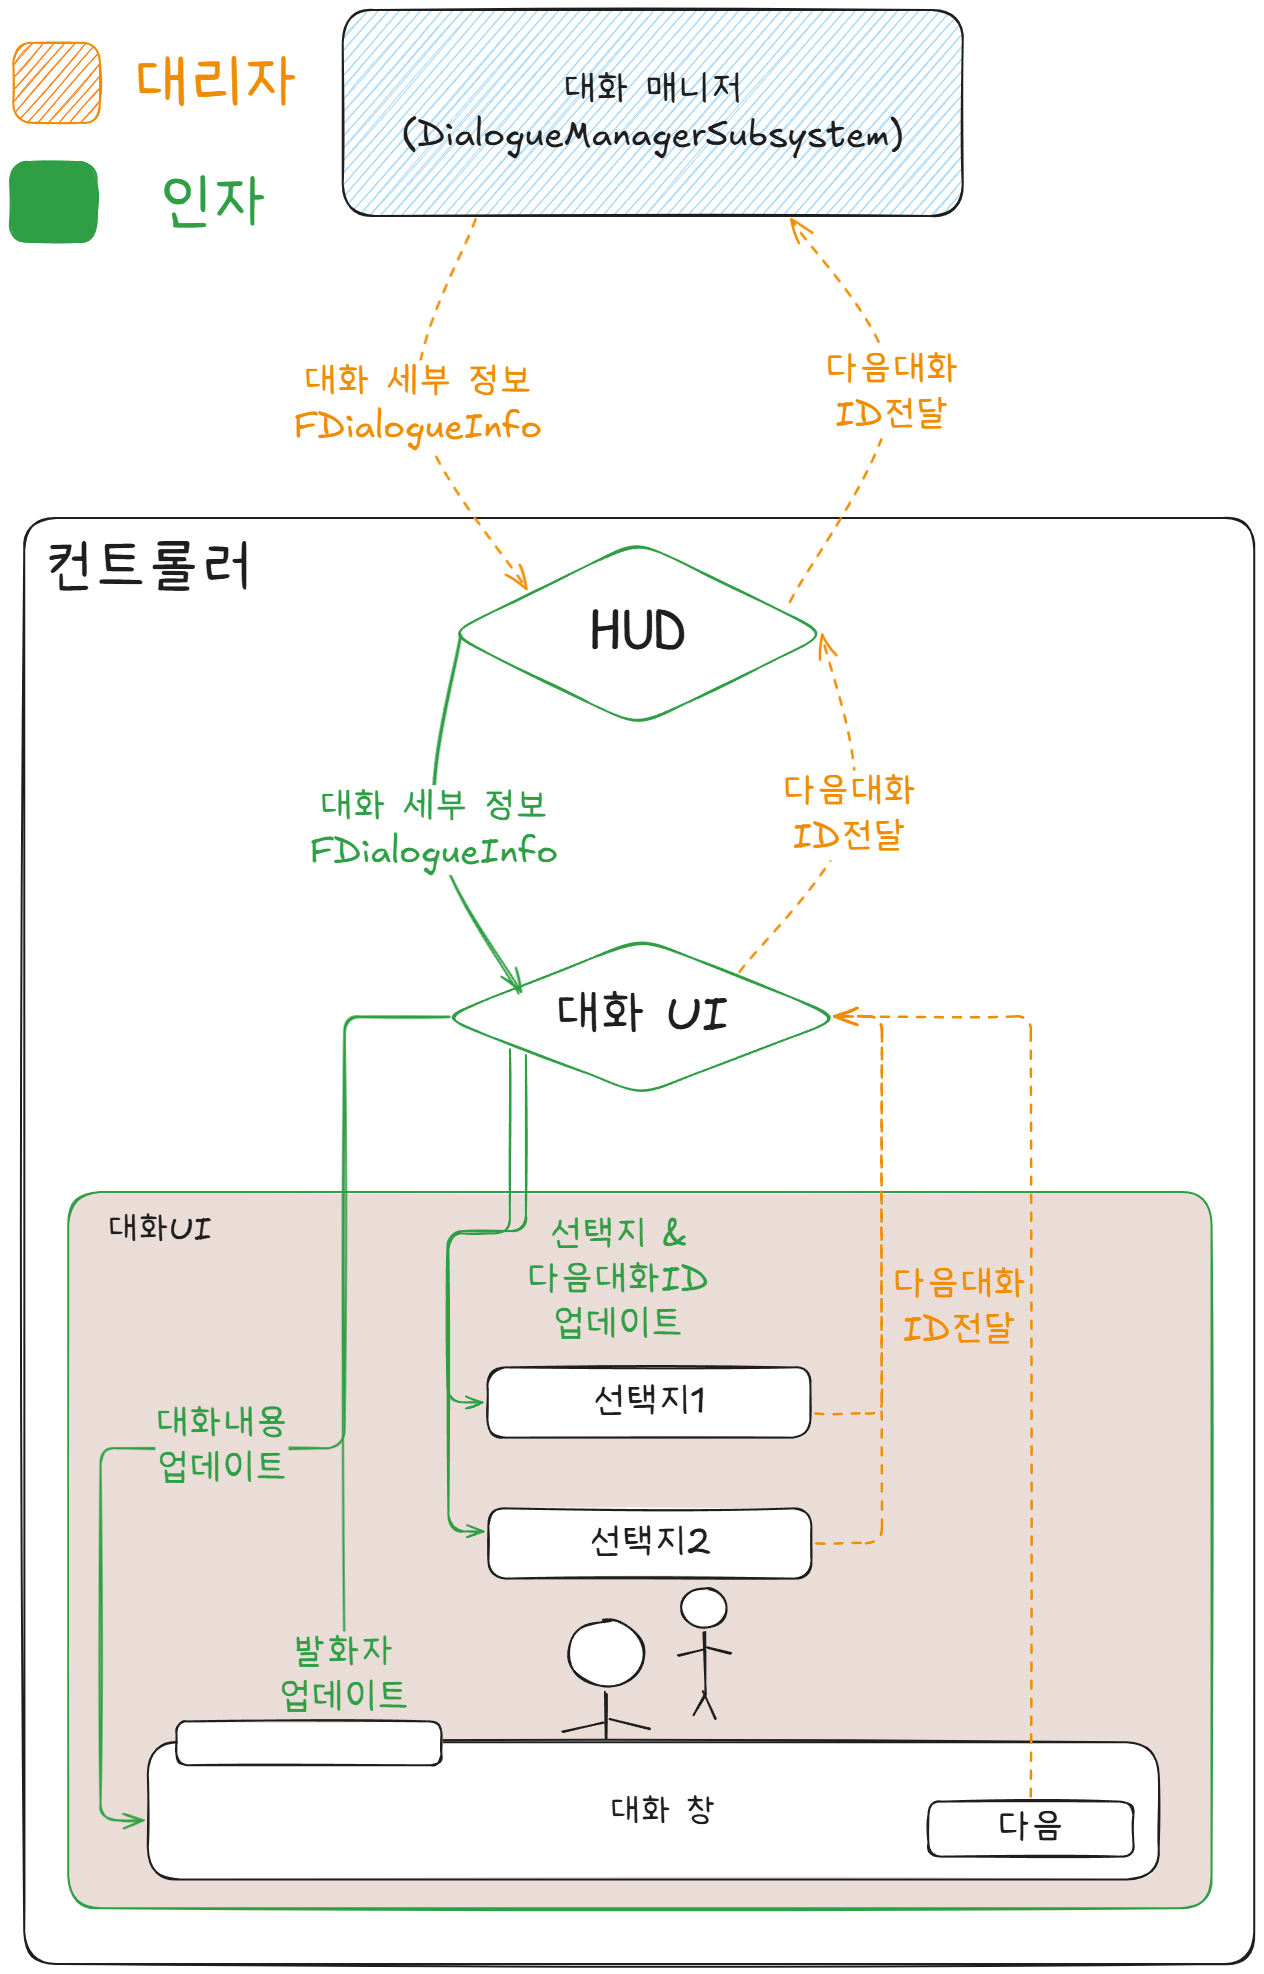 대리자
인자
대화 매니저
(DialogueManagerSubsystem)
대화 세부 정보
FDialogueInfo
다음대화
ID전달
컨트롤러
HUD
대화 세부 정보
FDialogueInfo
다음대화
ID전달
대화 UI
대화UI
선택지 &
다음대화ID
업데이트
다음대화
ID전달
선택지1
대화내용
업데이트
선택지2
발화자
업데이트
대화 창
다음